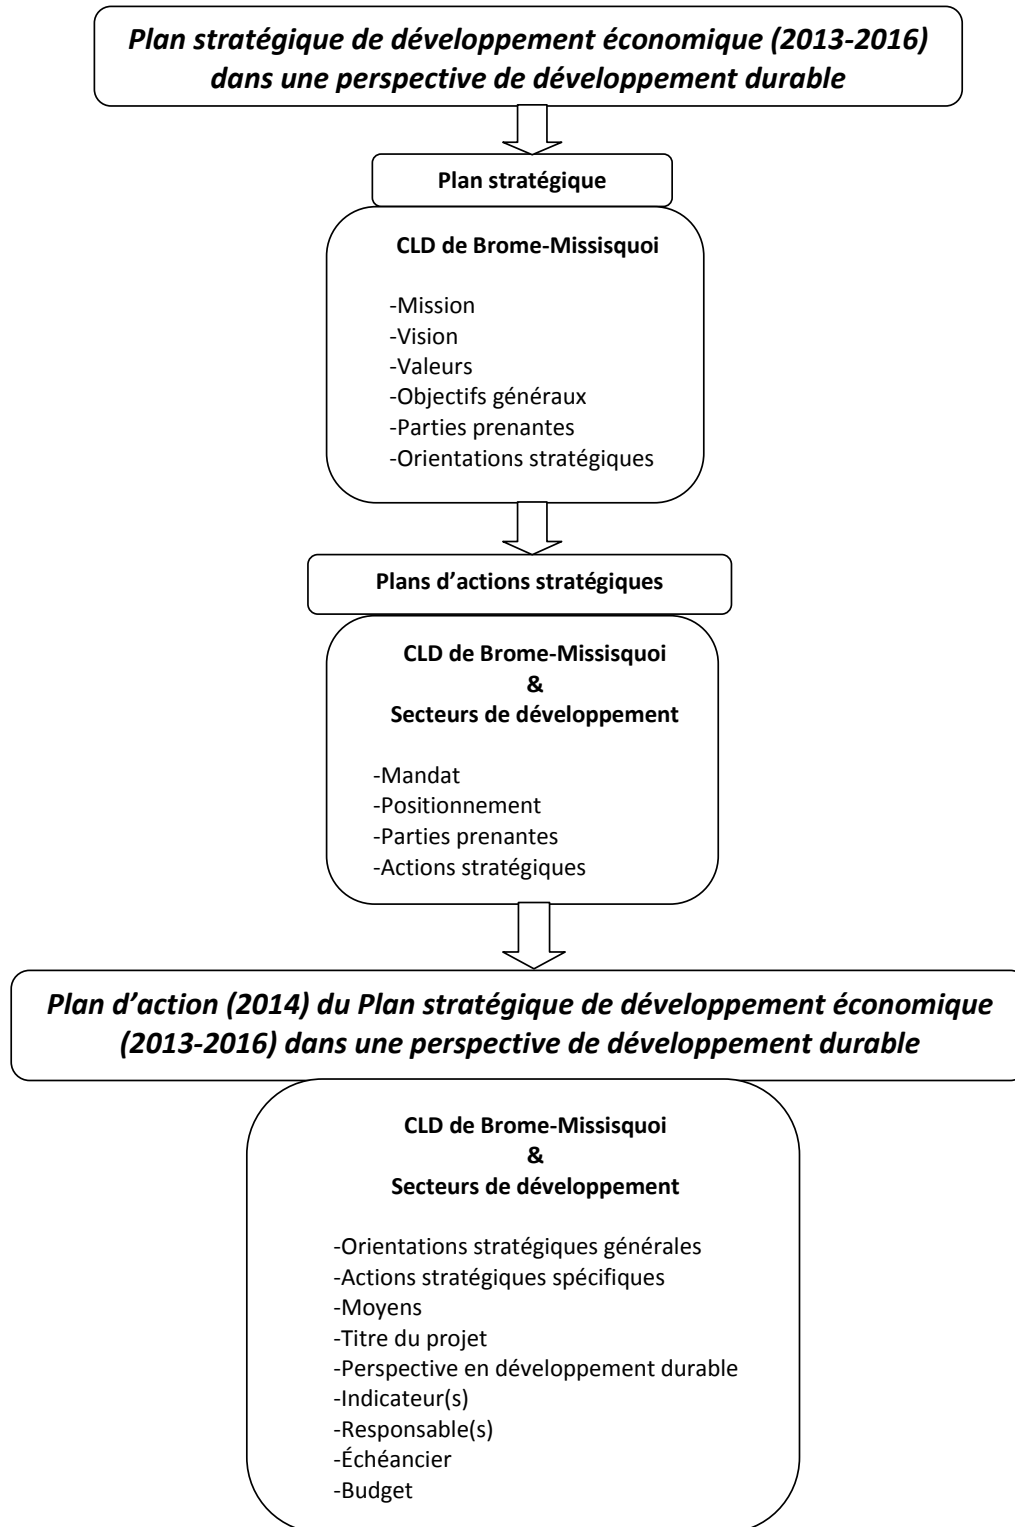 Plan stratégique de développement économique (2013-2016)
dans une perspective de développement durable
Plan stratégique
CLD de Brome-Missisquoi
-Mission
-Vision
-Valeurs
-Objectifs généraux
-Parties prenantes
-Orientations stratégiques
Plans d’actions stratégiques
CLD de Brome-Missisquoi
&
Secteurs de développement
-Mandat
-Positionnement
-Parties prenantes
-Actions stratégiques
Plan d’action (2014) du Plan stratégique de développement économique
(2013-2016) dans une perspective de développement durable
CLD de Brome-Missisquoi
&
Secteurs de développement
-Orientations stratégiques générales
-Actions stratégiques spécifiques
-Moyens
-Titre du projet
-Perspective en développement durable
-Indicateur(s)
-Responsable(s)
-Échéancier
-Budget